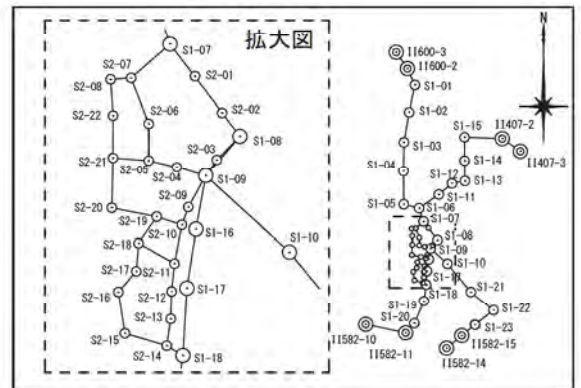 拡大図
S1-07
S2-07
S2-01
S2-08
S2-02
S2-22
S2-06
S1-08
S2-03
S2-21
S2-05
S2-04
S1-09
S2-09
S2-20
S2-19
S2-10
S1-16
S2-18
S1-10
S2-11
S2-17
S2-16
S2-12
S1-17
S2-13
S2-15
S2-14
S1-18
N
II600-3
II600-2
S1-01
S1-02
S1-15
II407-2
S1-03
S1-14
II407-3
S1-04
S1-12
S1-13
S1-11
S1-05
S1-06
S1-07
S1-08
S1-09
S1-10
S1-17
S1-18
S1-21
S1-19
S1-22
S1-20
S1-23
II582-10
II582-11
II582-15
II582-14